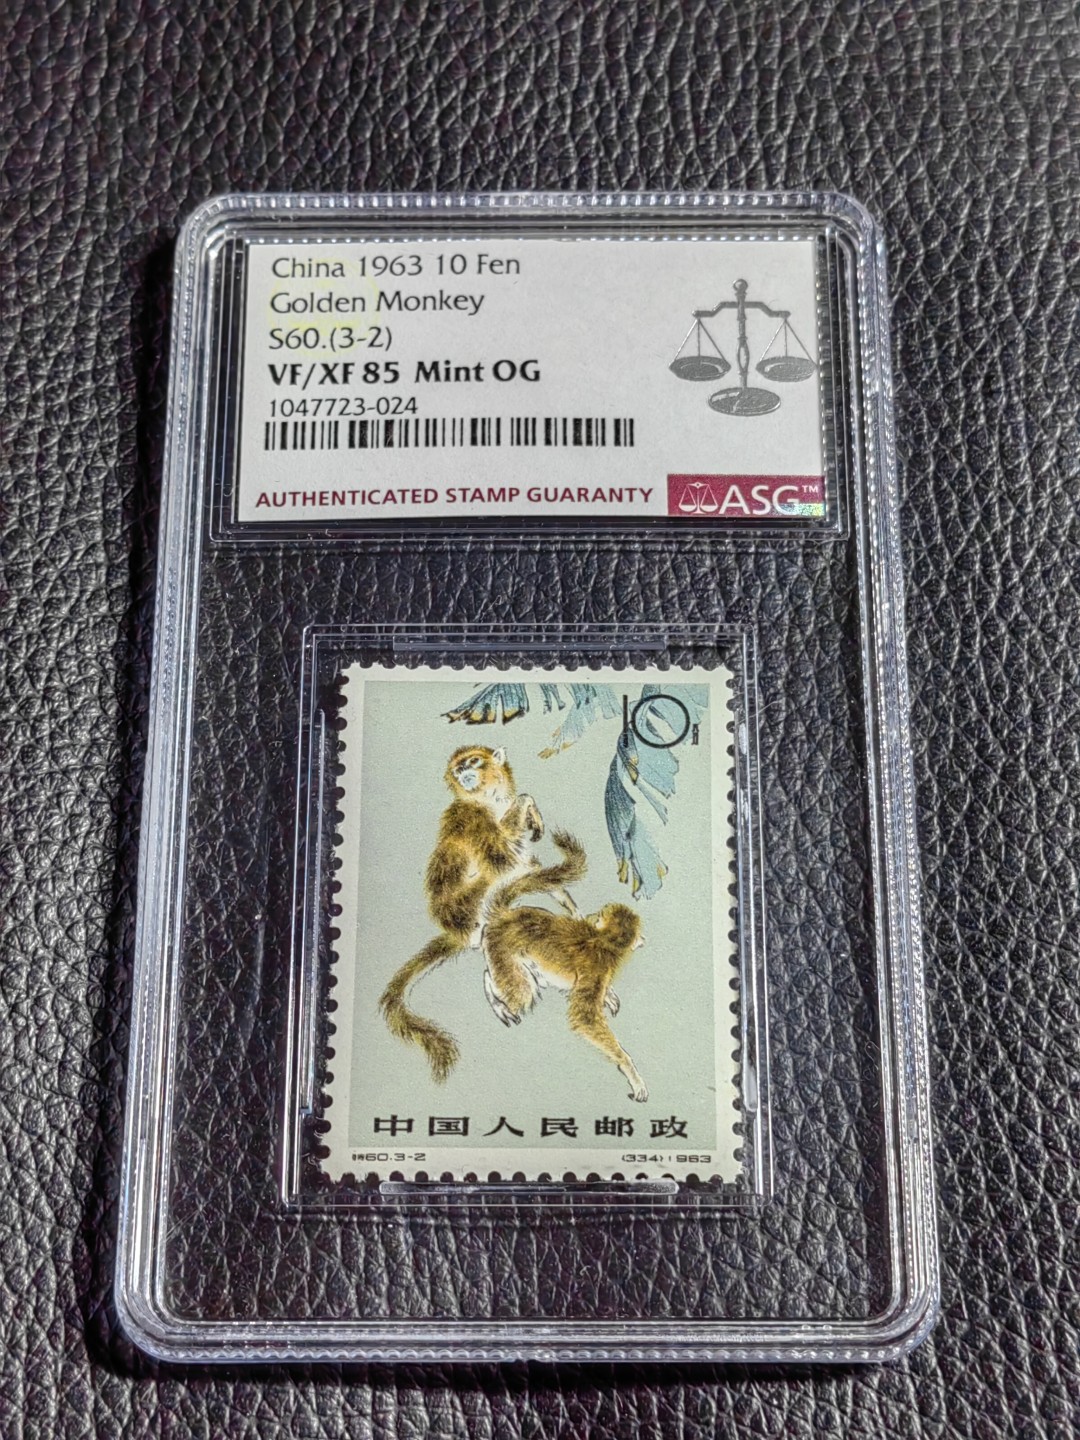 China 1963 10 Fen
Golden Monkey
S60.(3-2)
VF/XF 85 Mint OG
1047723-024
AUTHENTICATED STAMP GUARANTY
ASG™
10分
中国人民邮政
特60.3-2 (334) 1963